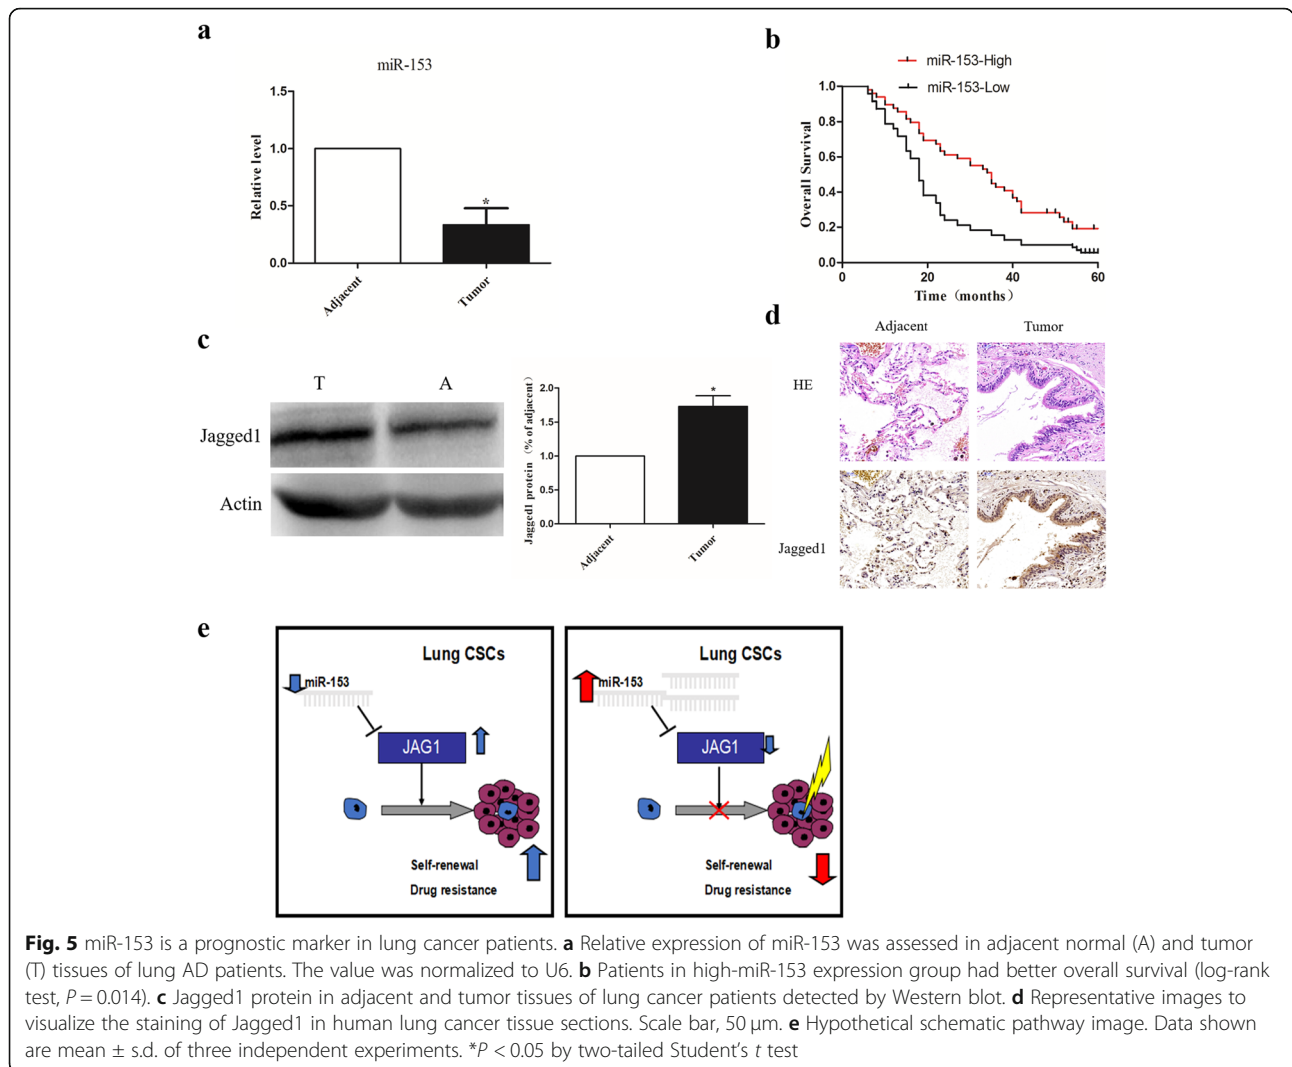 a
miR-153
1.5
1.0
0.5
0.0
Relative level
*
Adjacent
Tumor
b
miR-153-High
miR-153-Low
1.0
0.8
0.6
0.4
0.2
0.0
Overall Survival
0
20
40
60
Time (months)
c
T
A
Jagged1
Actin
2.0
1.5
1.0
0.5
0.0
Jagged1 protein (% of adjacent)
*
Adjacent
Tumor
d
Adjacent
Tumor
HE
Jagged1
e
Lung CSCs
miR-153
JAG1
Self-renewal
Drug resistance
Lung CSCs
miR-153
JAG1
Self-renewal
Drug resistance
Fig. 5 miR-153 is a prognostic marker in lung cancer patients. a Relative expression of miR-153 was assessed in adjacent normal (A) and tumor
(T) tissues of lung AD patients. The value was normalized to U6. b Patients in high-miR-153 expression group had better overall survival (log-rank
test, P = 0.014). c Jagged1 protein in adjacent and tumor tissues of lung cancer patients detected by Western blot. d Representative images to
visualize the staining of Jagged1 in human lung cancer tissue sections. Scale bar, 50 μm. e Hypothetical schematic pathway image. Data shown
are mean ± s.d. of three independent experiments. *P < 0.05 by two-tailed Student's t test